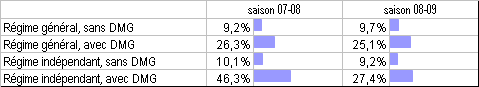 saison 07-08 saison 08-09
Régime général, sans DMG 9,2% 9,7%
Régime général, avec DMG 26,3% 25,1%
Régime indépendant, sans DMG 10,1% 9,2%
Régime indépendant, avec DMG 46,3% 27,4%